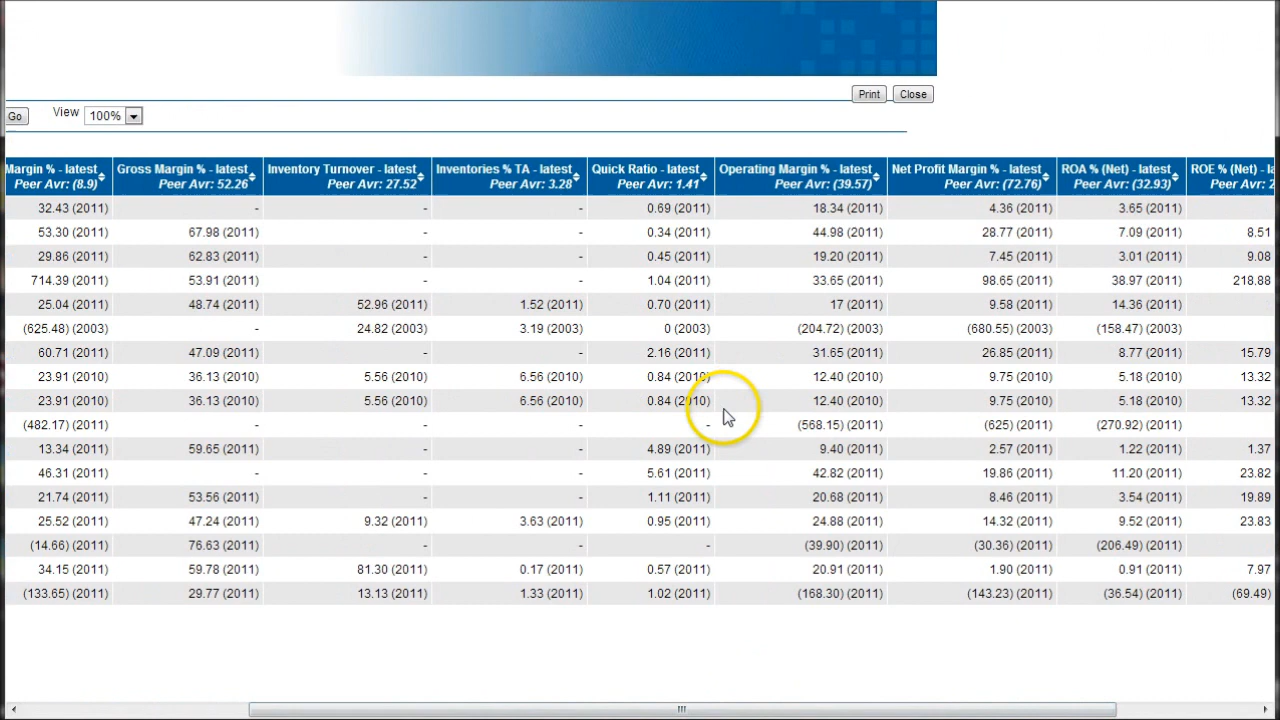 Print Close
Go View 100%
Margin % - latest Gross Margin % - latest Inventory Turnover - latest Inventories % TA - latest Quick Ratio - latest Operating Margin % - latest Net Profit Margin % - latest ROA % (Net) - latest ROE % (Net) - la
Peer Avr: (8.9) Peer Avr: 52.26 Peer Avr: 27.52 Peer Avr: 3.28 Peer Avr: 1.41 Peer Avr: (39.57) Peer Avr: (72.76) Peer Avr: (32.93) Peer Avr: 2
32.43 (2011) - - - 0.69 (2011) 18.34 (2011) 4.36 (2011) 3.65 (2011)
53.30 (2011) 67.98 (2011) - - 0.34 (2011) 44.98 (2011) 28.77 (2011) 7.09 (2011) 8.51
29.86 (2011) 62.83 (2011) - - 0.45 (2011) 19.20 (2011) 7.45 (2011) 3.01 (2011) 9.08
714.39 (2011) 53.91 (2011) - - 1.04 (2011) 33.65 (2011) 98.65 (2011) 38.97 (2011) 218.88
25.04 (2011) 48.74 (2011) 52.96 (2011) 1.52 (2011) 0.70 (2011) 17 (2011) 9.58 (2011) 14.36 (2011)
(625.48) (2003) - 24.82 (2003) 3.19 (2003) 0 (2003) (204.72) (2003) (680.55) (2003) (158.47) (2003)
60.71 (2011) 47.09 (2011) - - 2.16 (2011) 31.65 (2011) 26.85 (2011) 8.77 (2011) 15.79
23.91 (2010) 36.13 (2010) 5.56 (2010) 6.56 (2010) 0.84 (2010) 12.40 (2010) 9.75 (2010) 5.18 (2010) 13.32
23.91 (2010) 36.13 (2010) 5.56 (2010) 6.56 (2010) 0.84 (2010) 12.40 (2010) 9.75 (2010) 5.18 (2010) 13.32
(482.17) (2011) - - - - (568.15) (2011) (625) (2011) (270.92) (2011)
13.34 (2011) 59.65 (2011) - - 4.89 (2011) 9.40 (2011) 2.57 (2011) 1.22 (2011) 1.37
46.31 (2011) - - - 5.61 (2011) 42.82 (2011) 19.86 (2011) 11.20 (2011) 23.82
21.74 (2011) 53.56 (2011) - - 1.11 (2011) 20.68 (2011) 8.46 (2011) 3.54 (2011) 19.89
25.52 (2011) 47.24 (2011) 9.32 (2011) 3.63 (2011) 0.95 (2011) 24.88 (2011) 14.32 (2011) 9.52 (2011) 23.83
(14.66) (2011) 76.63 (2011) - - - (39.90) (2011) (30.36) (2011) (206.49) (2011)
34.15 (2011) 59.78 (2011) 81.30 (2011) 0.17 (2011) 0.57 (2011) 20.91 (2011) 1.90 (2011) 0.91 (2011) 7.97
(133.65) (2011) 29.77 (2011) 13.13 (2011) 1.33 (2011) 1.02 (2011) (168.30) (2011) (143.23) (2011) (36.54) (2011) (69.49)